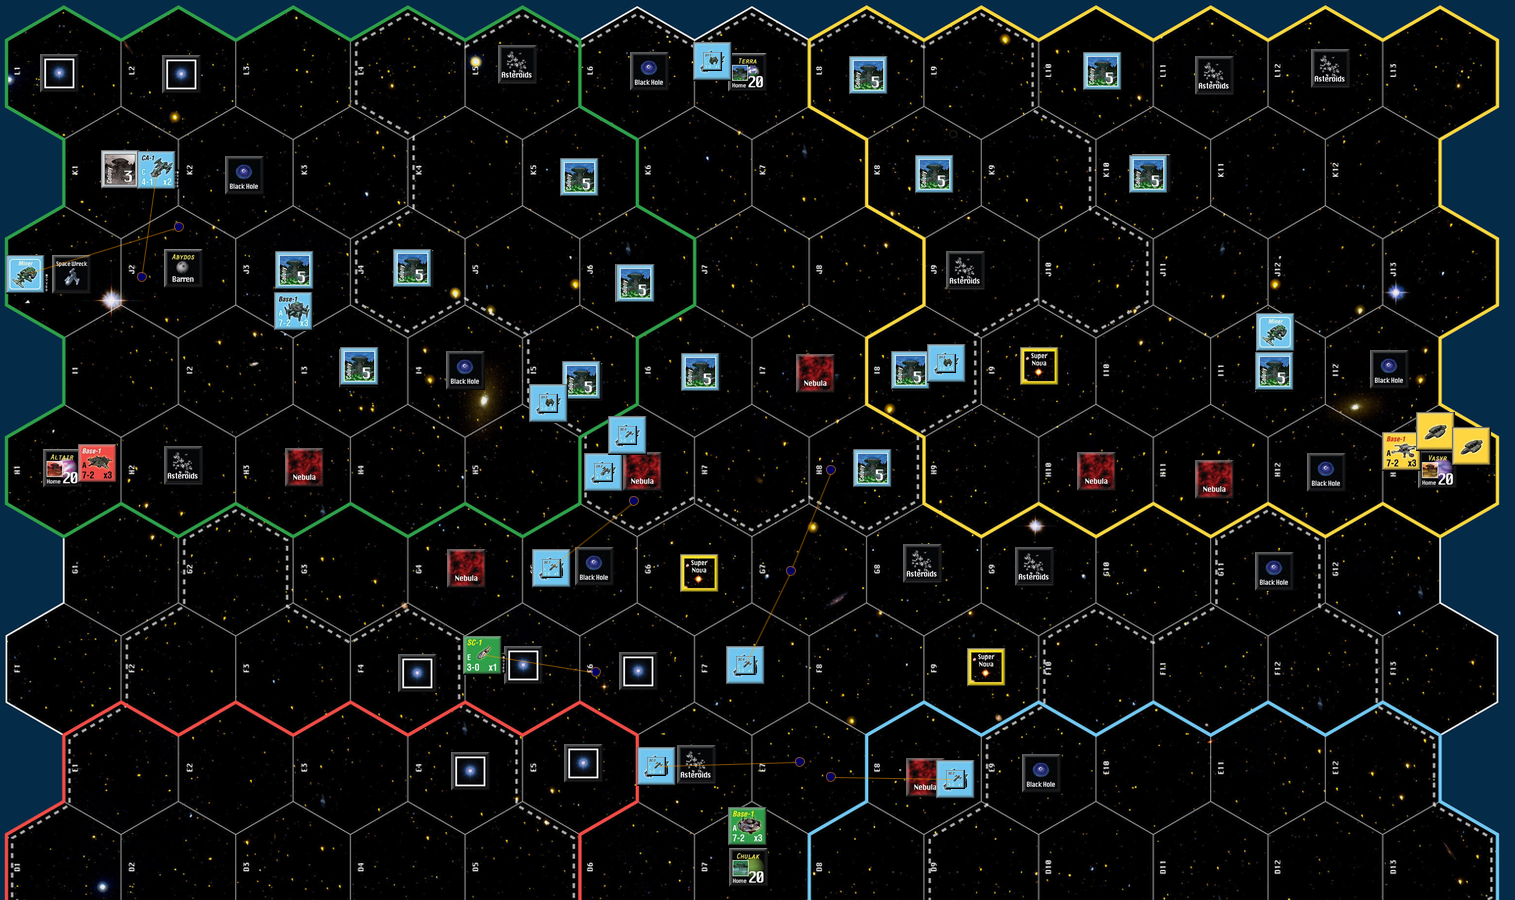 L1
L2
L3
L4
L5
Asteroids
L6
Black Hole
TERRA
Home 20
L8
5
L9
L10
5
L11
Asteroids
L12
Asteroids
L13
K1
Colony 3
CA-1
C
4-1 x2
K2
Black Hole
K3
K4
K5
5
K6
K7
K8
5
K9
K10
5
K11
K12
Miner
Space Wreck
J2
ABYDOS
Barren
J3
5
Base-1
A
7-2 x3
J4
5
J5
J6
5
J7
J8
J9
Asteroids
J10
J11
J12
J13
I1
I2
I3
5
I4
Black Hole
I5
5
I6
5
I7
Nebula
I8
5
I9
Super
Nova
I10
I11
Miner
5
I12
Black Hole
H1
ALTAIR
Home 20
Base-1
A
7-2 x3
H2
Asteroids
H3
Nebula
H4
H5
Nebula
H7
H8
5
H9
H10
Nebula
H11
Nebula
H12
Black Hole
Base-1
A
7-2 x3
VASHR
Home 20
G1
G2
G3
G4
Nebula
Black Hole
G6
Super
Nova
G7
G8
Asteroids
G9
Asteroids
G10
G11
Black Hole
G12
F1
F2
F3
F4
SC-1
E
3-0 x1
F6
F7
F8
F9
Super
Nova
F10
F11
F12
F13
E1
E2
E3
E4
E5
Asteroids
E7
E8
Nebula
E9
Black Hole
E10
E11
E12
D1
D2
D3
D4
D5
D6
D7
Base-1
A
7-2 x3
CHULAK
Home 20
D8
D9
D10
D11
D12
D13